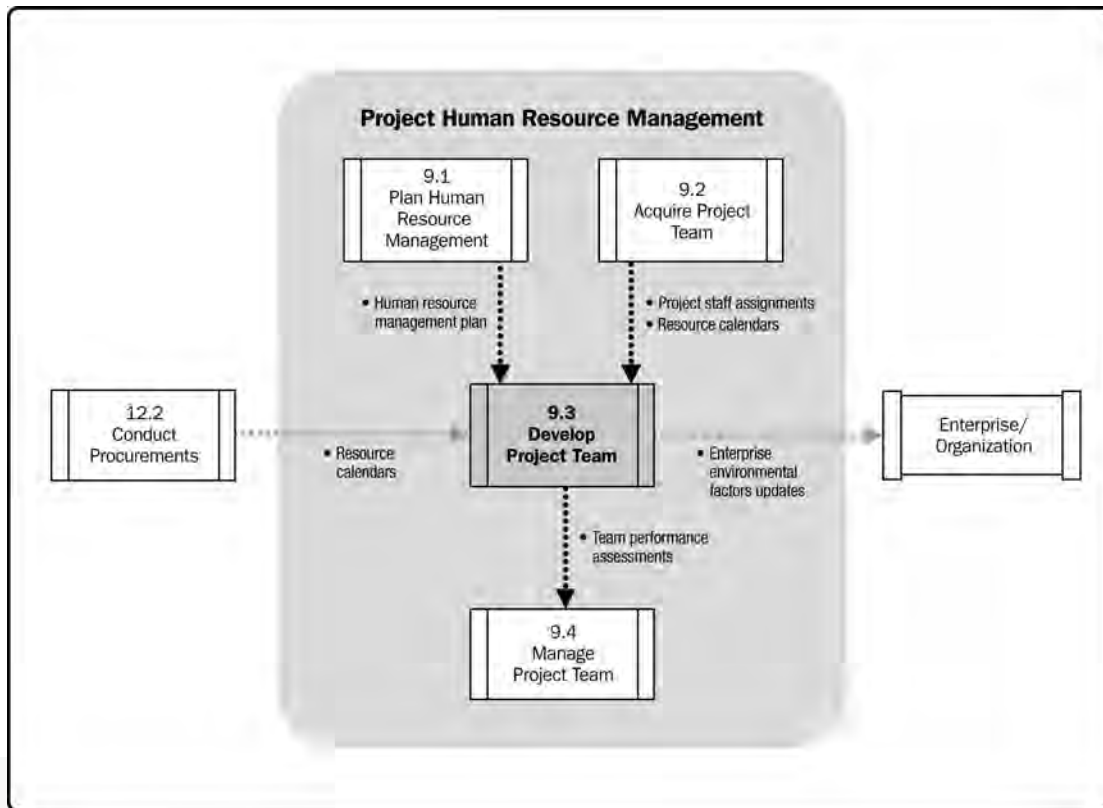 Project Human Resource Management
9.1
Plan Human
Resource
Management
9.2
Acquire Project
Team
• Human resource
management plan
• Project staff assignments
• Resource calendars
12.2
Conduct
Procurements
• Resource
calendars
9.3
Develop
Project Team
• Enterprise
environmental
factors updates
Enterprise/
Organization
• Team performance
assessments
9.4
Manage
Project Team